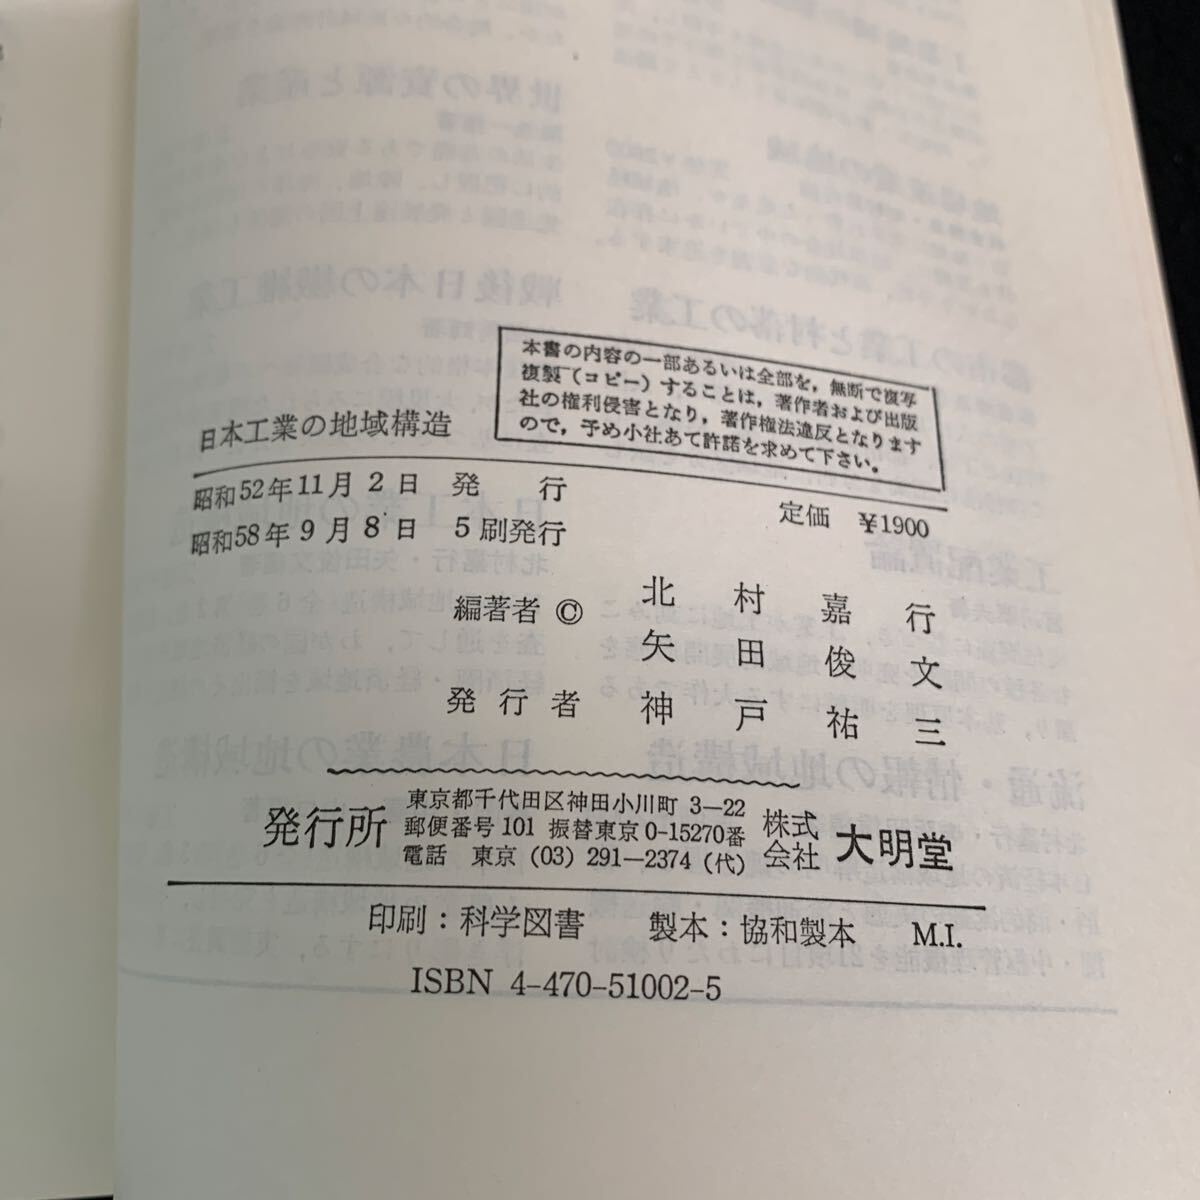 本書の内容の一部あるいは全部を，無断で複写
複製（コピー）することは，著作者および出版
社の権利侵害となり，著作権法違反となります
ので，予め小社あて許諾を求めて下さい。
日本工業の地域構造
昭和52年11月2日 発 行
昭和58年9月8日 5刷発行
定価 ¥1900
編著者 © 北村嘉行
矢田俊文
発行者 神戸祐三
発行所
東京都千代田区神田小川町 3—22
郵便番号101 振替東京0-15270番
電話 東京 (03) 291—2374 (代)
株式会社 大明堂
印刷：科学図書 製本：協和製本 M.I.
ISBN 4-470-51002-5